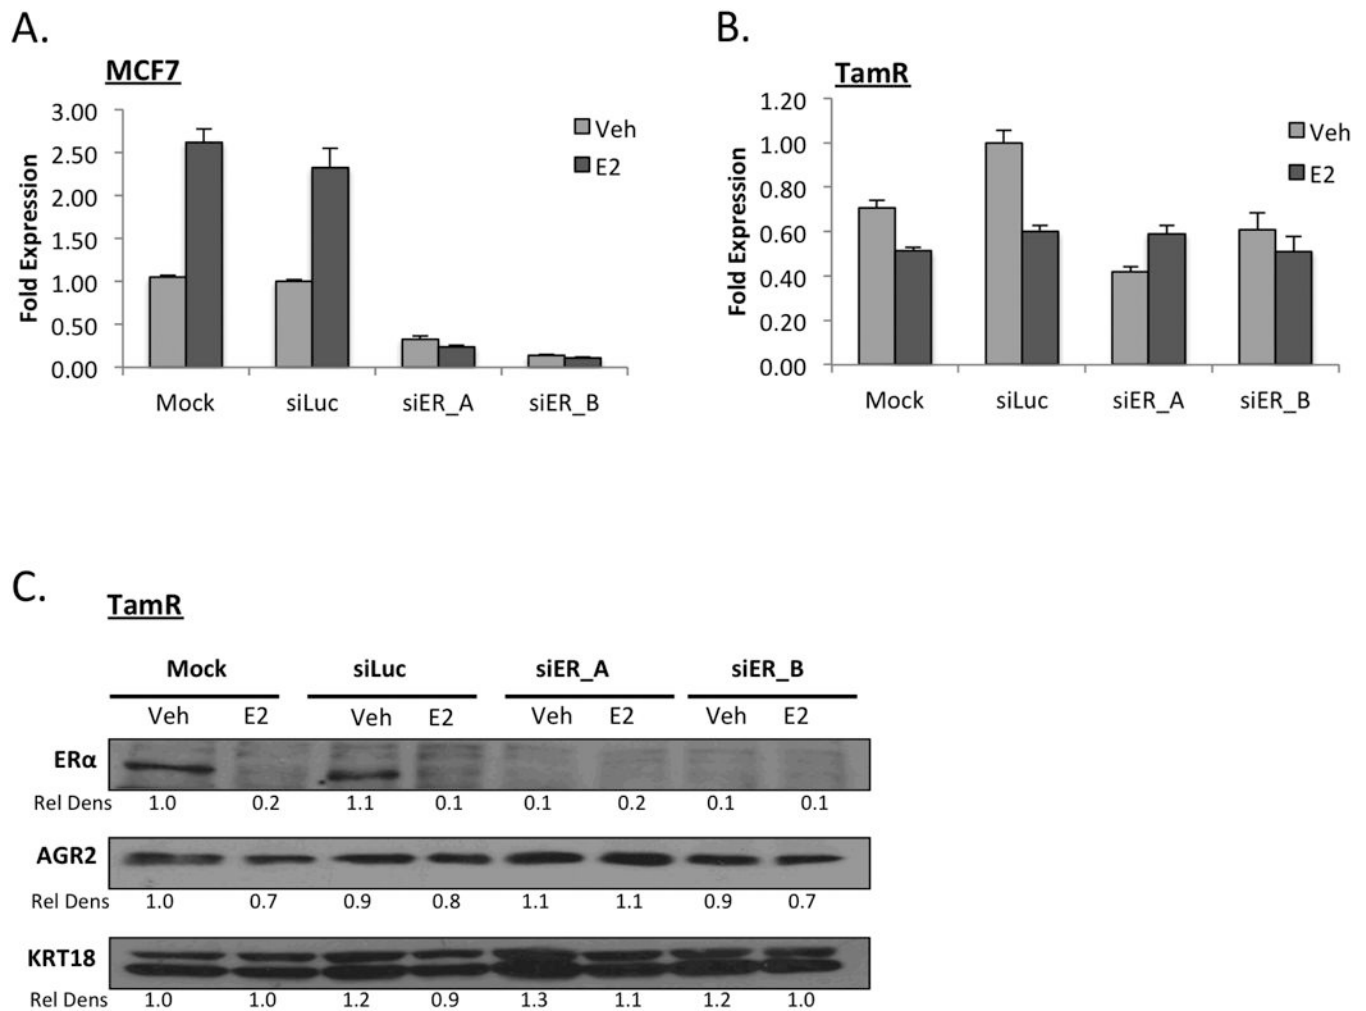 A.
MCF7
Fold Expression
3.00
2.50
2.00
1.50
1.00
0.50
0.00
Veh
E2
Mock siLuc siER_A siER_B
B.
TamR
Fold Expression
1.20
1.00
0.80
0.60
0.40
0.20
0.00
Veh
E2
Mock siLuc siER_A siER_B
C.
TamR
Mock siLuc siER_A siER_B
Veh E2 Veh E2 Veh E2 Veh E2
ERα
Rel Dens 1.0 0.2 1.1 0.1 0.1 0.2 0.1 0.1
AGR2
Rel Dens 1.0 0.7 0.9 0.8 1.1 1.1 0.9 0.7
KRT18
Rel Dens 1.0 1.0 1.2 0.9 1.3 1.1 1.2 1.0